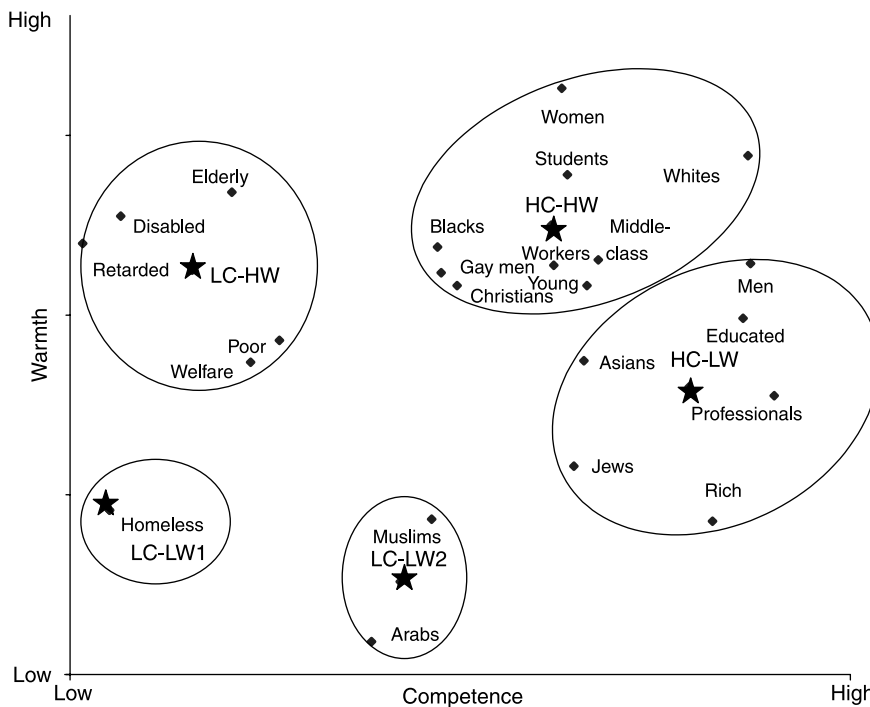 High
Women
Students
Elderly
Whites
HC-HW
Disabled
Blacks
Middle-
Workers
class
Retarded
LC-HW
Gay men
Young
Christians
Men
Warmth
Educated
Poor
Welfare
Asians
HC-LW
Professionals
Jews
Rich
Homeless
Muslims
LC-LW1
LC-LW2
Arabs
Low
Low
Competence
High